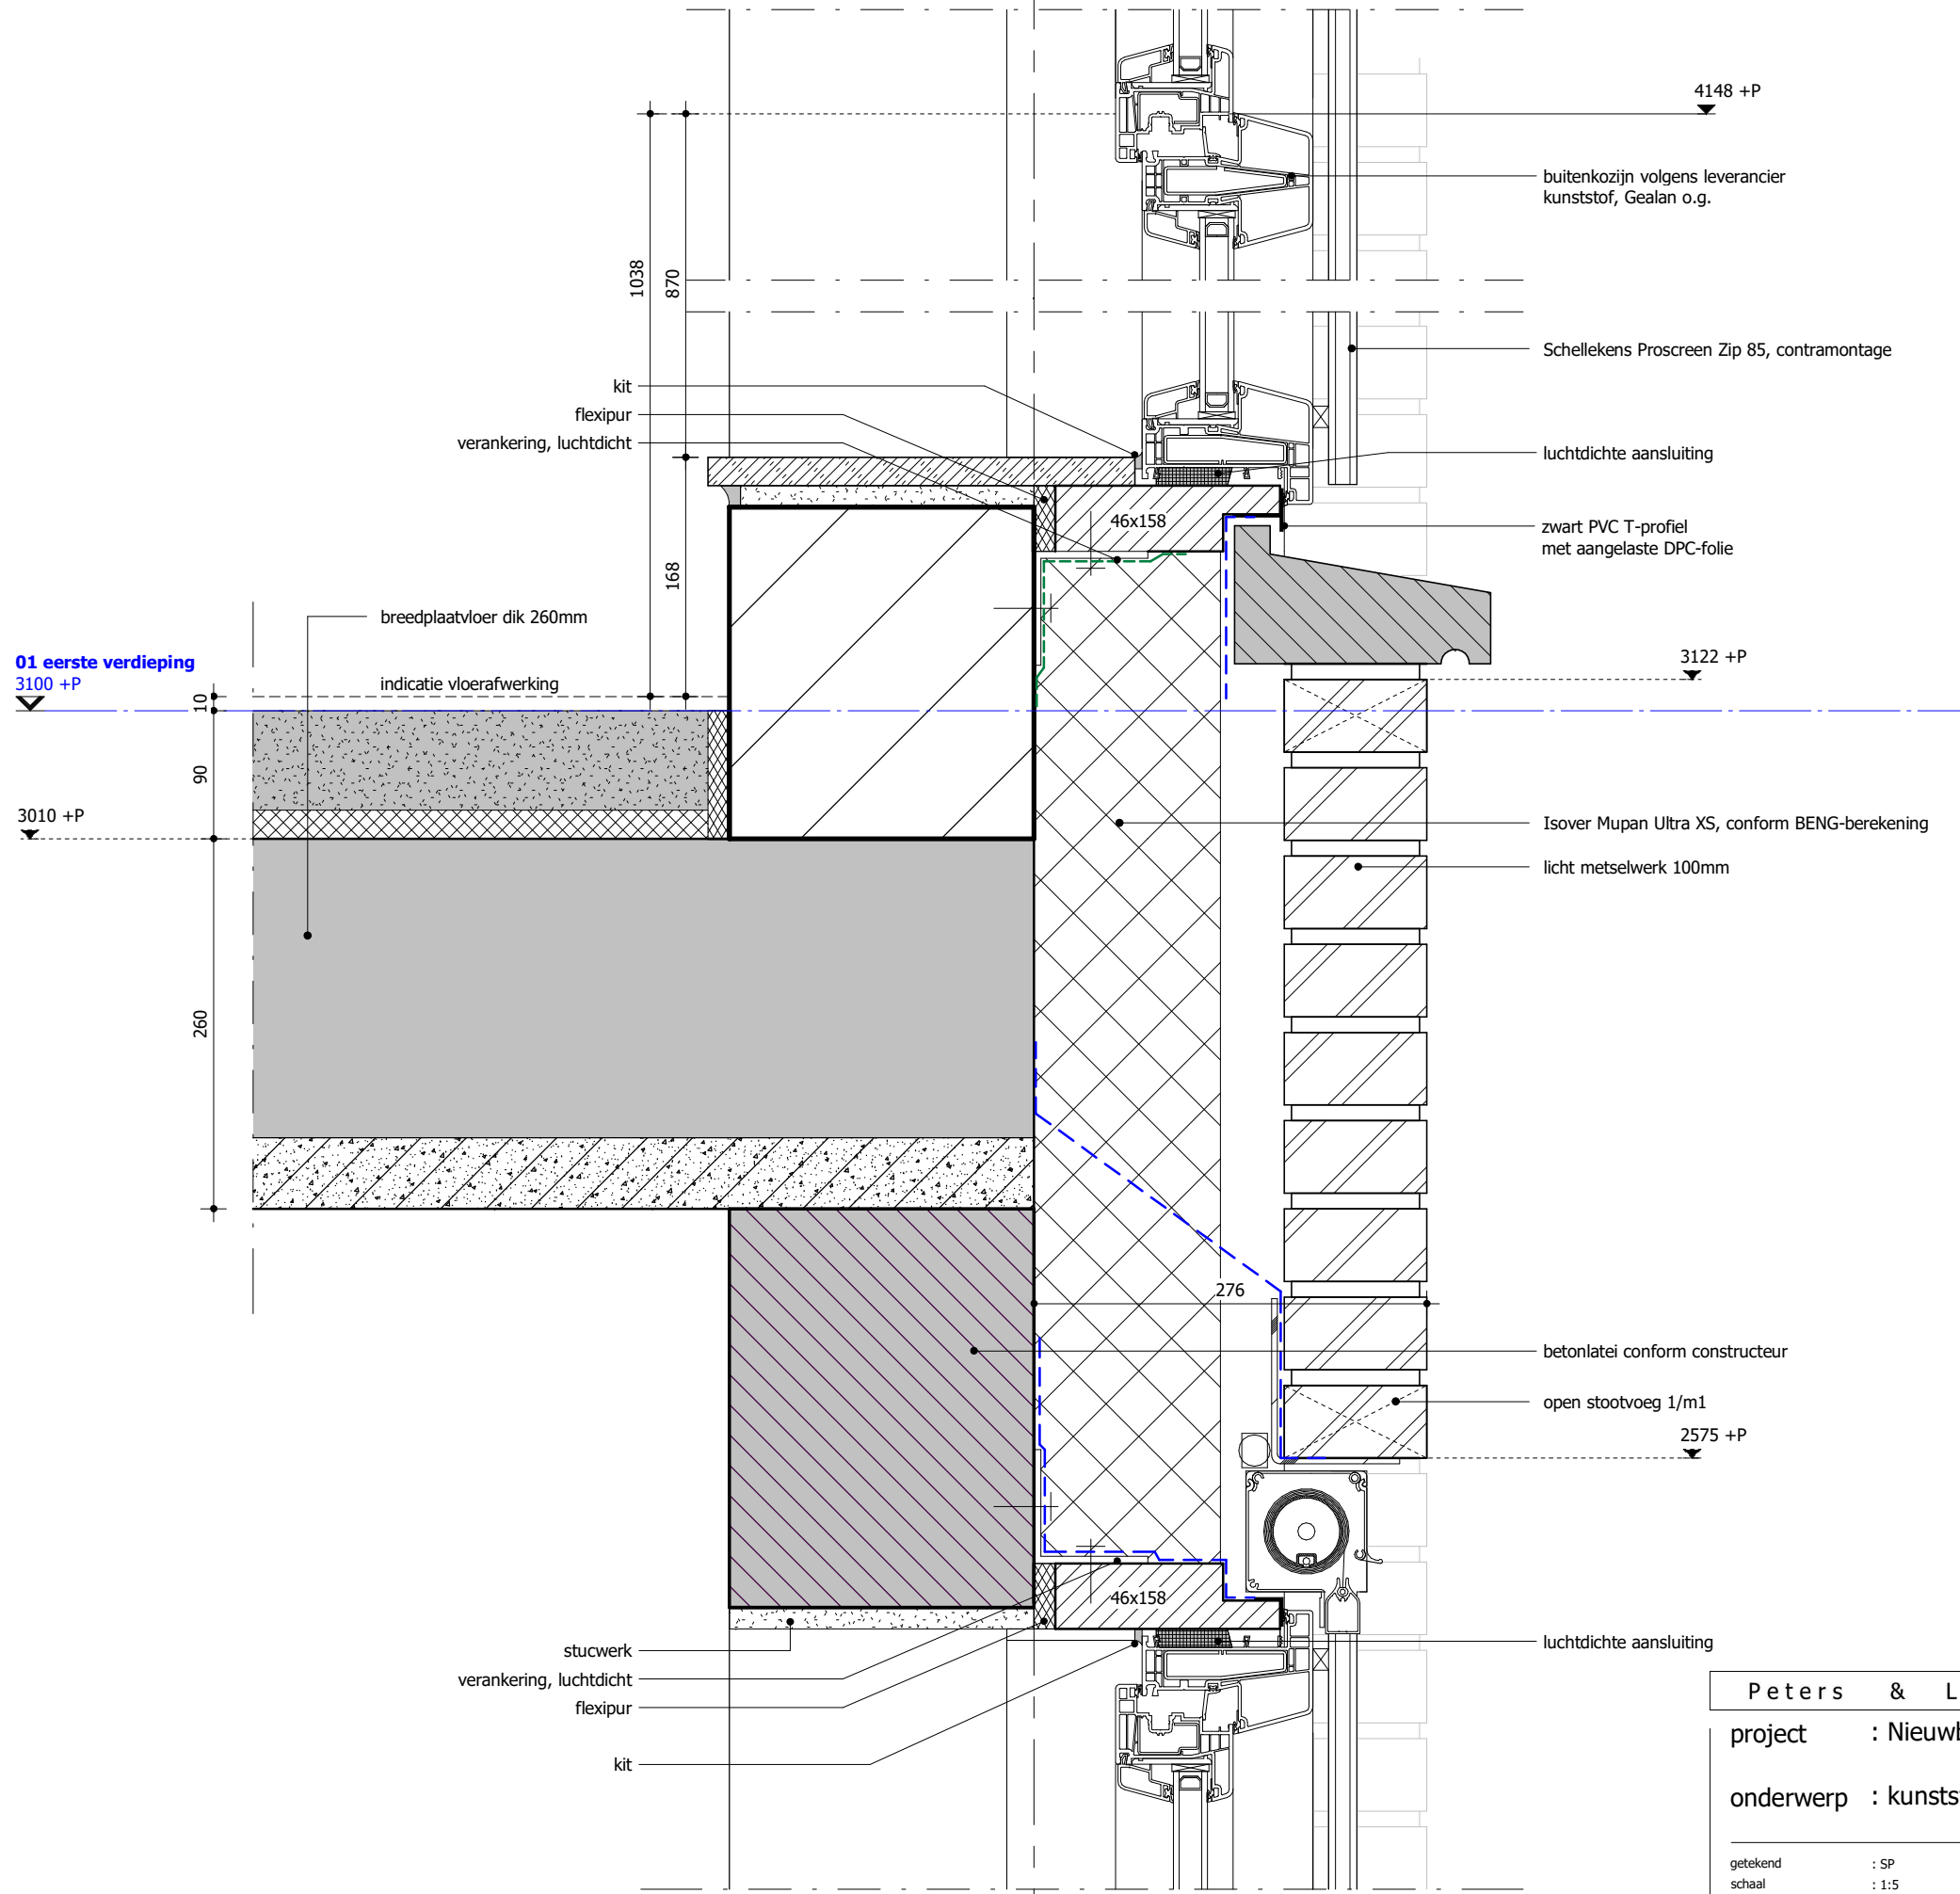 4148 +P
buitenkozijn volgens leverancier
kunststof, Gealan o.g.
1038
870
Schellekens Proscreen Zip 85, contramontage
kit
flexipur
verankering, luchtdicht
luchtdichte aansluiting
46x158
zwart PVC T-profiel
met aangelaste DPC-folie
168
breedplaatvloer dik 260mm
01 eerste verdieping
3100 +P
indicatie vloerafwerking
3122 +P
10
90
3010 +P
Isover Mupan Ultra XS, conform BENG-berekening
licht metselwerk 100mm
260
276
betonlatei conform constructeur
open stootvoeg 1/m1
2575 +P
46x158
stucwerk
luchtdichte aansluiting
verankering, luchtdicht
flexipur
kit
Peters & L
project : Nieuwb
onderwerp : kunstst
getekend : SP
schaal : 1:5